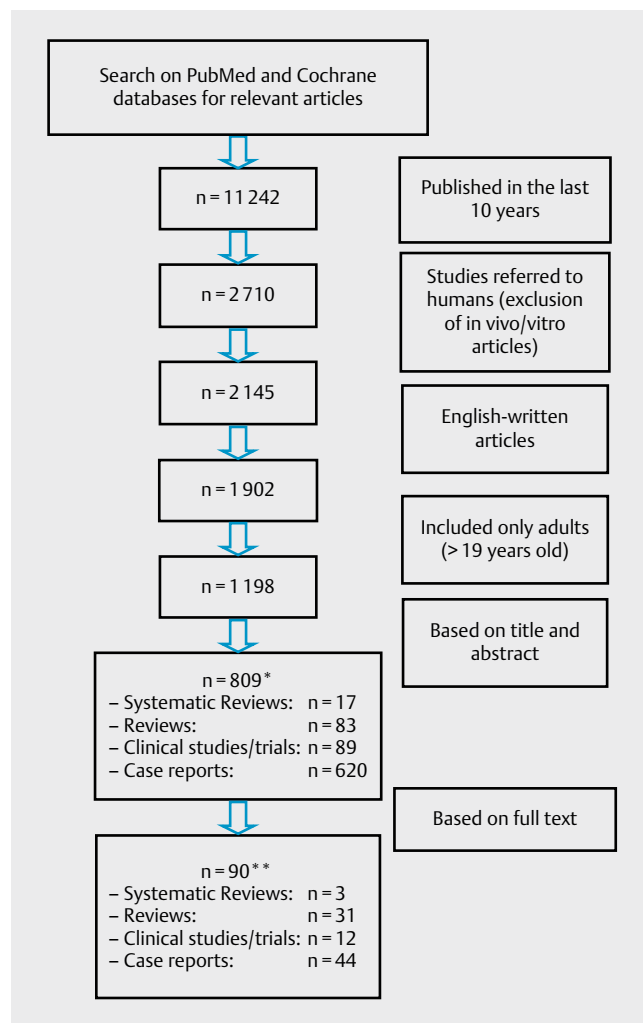 Search on PubMed and Cochrane
databases for relevant articles
n = 11 242
Published in the last
10 years
n = 2 710
Studies referred to
humans (exclusion
of in vivo/vitro
articles)
n = 2 145
English-written
articles
n = 1 902
Included only adults
(> 19 years old)
n = 1 198
Based on title and
abstract
n = 809*
– Systematic Reviews: n = 17
– Reviews: n = 83
– Clinical studies/trials: n = 89
– Case reports: n = 620
Based on full text
n = 90**
– Systematic Reviews: n = 3
– Reviews: n = 31
– Clinical studies/trials: n = 12
– Case reports: n = 44